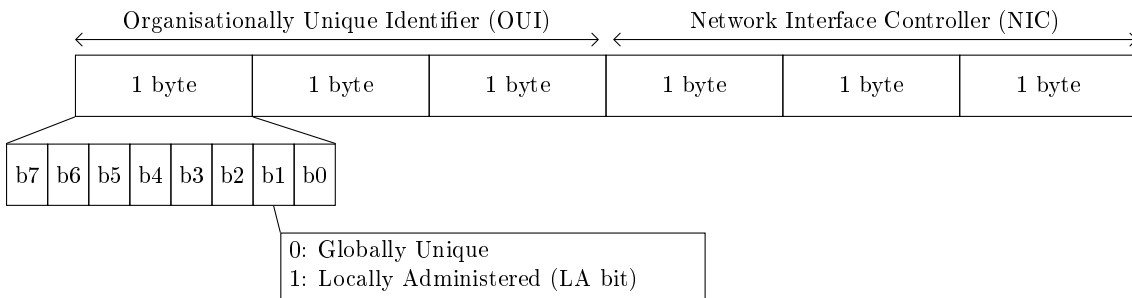 Organisationally Unique Identifier (OUI) Network Interface Controller (NIC)
1 byte 1 byte 1 byte 1 byte 1 byte 1 byte
b7 b6 b5 b4 b3 b2 b1 b0
0: Globally Unique
1: Locally Administered (LA bit)